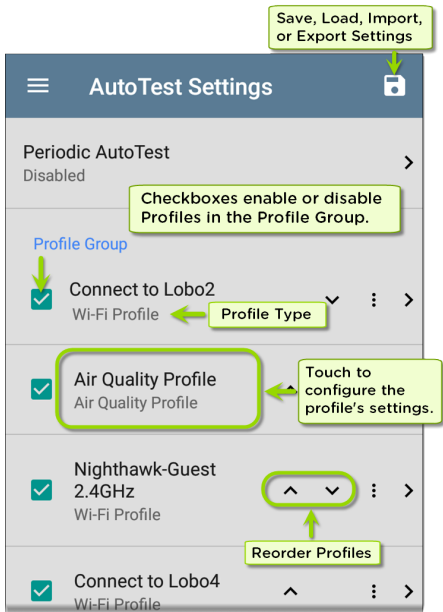 Save, Load, Import,
or Export Settings
AutoTest Settings
Periodic AutoTest
Disabled
Checkboxes enable or disable
Profiles in the Profile Group.
Profile Group
Connect to Lobo2
Wi-Fi Profile
Profile Type
Air Quality Profile
Air Quality Profile
Touch to
configure the
profile's settings.
Nighthawk-Guest
2.4GHz
Wi-Fi Profile
Reorder Profiles
Connect to Lobo4
Wi-Fi Profile